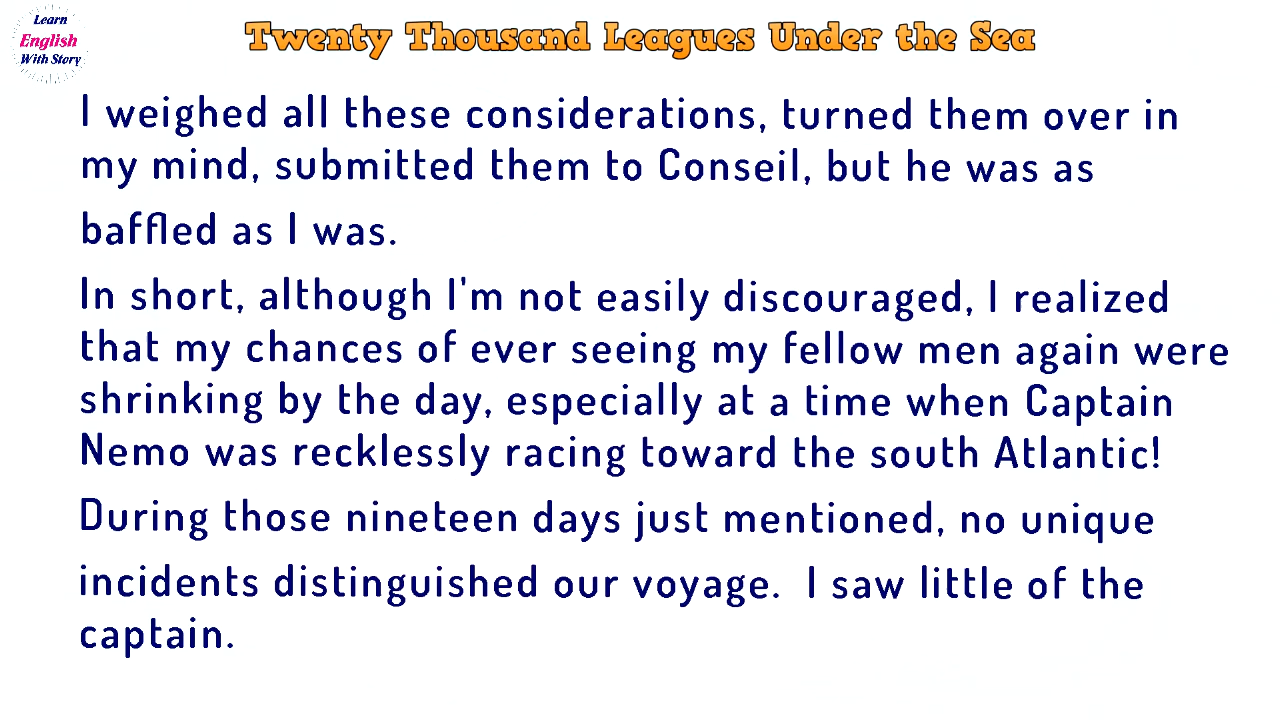 Learn
English
With Story
Twenty Thousand Leagues Under the Sea
I weighed all these considerations, turned them over in
my mind, submitted them to Conseil, but he was as
baffled as I was.
In short, although I'm not easily discouraged, I realized
that my chances of ever seeing my fellow men again were
shrinking by the day, especially at a time when Captain
Nemo was recklessly racing toward the south Atlantic!
During those nineteen days just mentioned, no unique
incidents distinguished our voyage.  I saw little of the
captain.